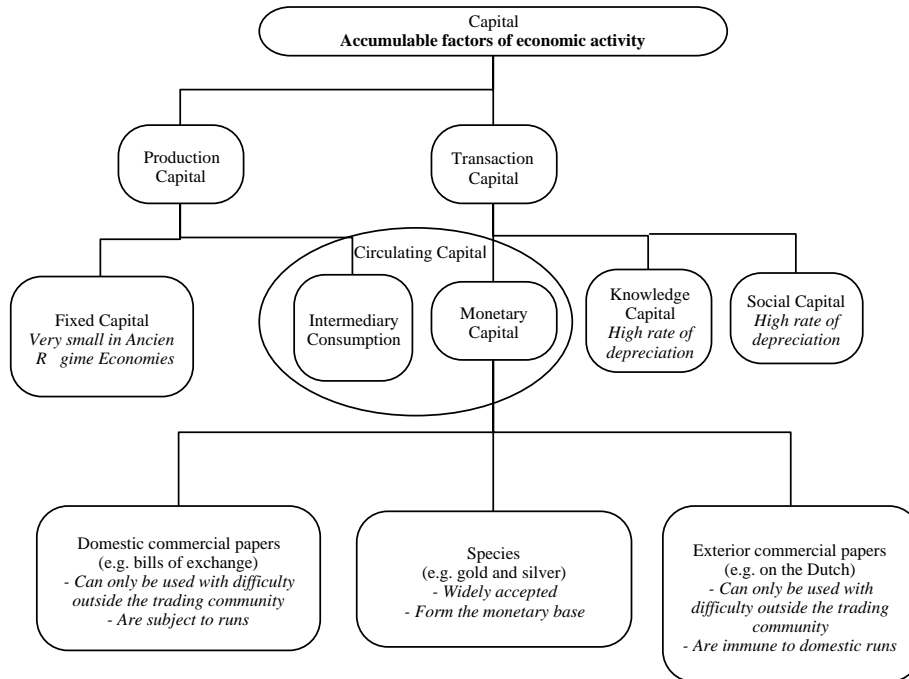 Capital
Accumulable factors of economic activity
Production
Capital
Transaction
Capital
Circulating Capital
Fixed Capital
Very small in Ancien
R gime Economies
Intermediary
Consumption
Monetary
Capital
Knowledge
Capital
High rate of
depreciation
Social Capital
High rate of
depreciation
Domestic commercial papers
(e.g. bills of exchange)
- Can only be used with difficulty
outside the trading community
- Are subject to runs
Species
(e.g. gold and silver)
- Widely accepted
- Form the monetary base
Exterior commercial papers
(e.g. on the Dutch)
- Can only be used with
difficulty outside the trading
community
- Are immune to domestic runs